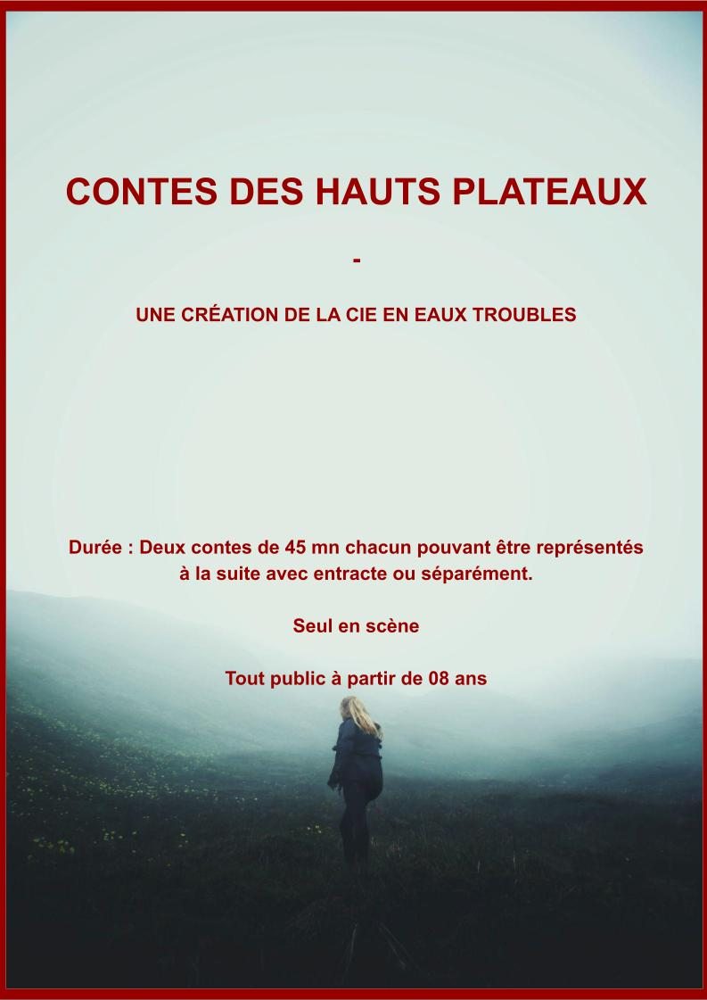 CONTES DES HAUTS PLATEAUX
-
UNE CRÉATION DE LA CIE EN EAUX TROUBLES
Durée : Deux contes de 45 mn chacun pouvant être représentés
à la suite avec entracte ou séparément.
Seul en scène
Tout public à partir de 08 ans